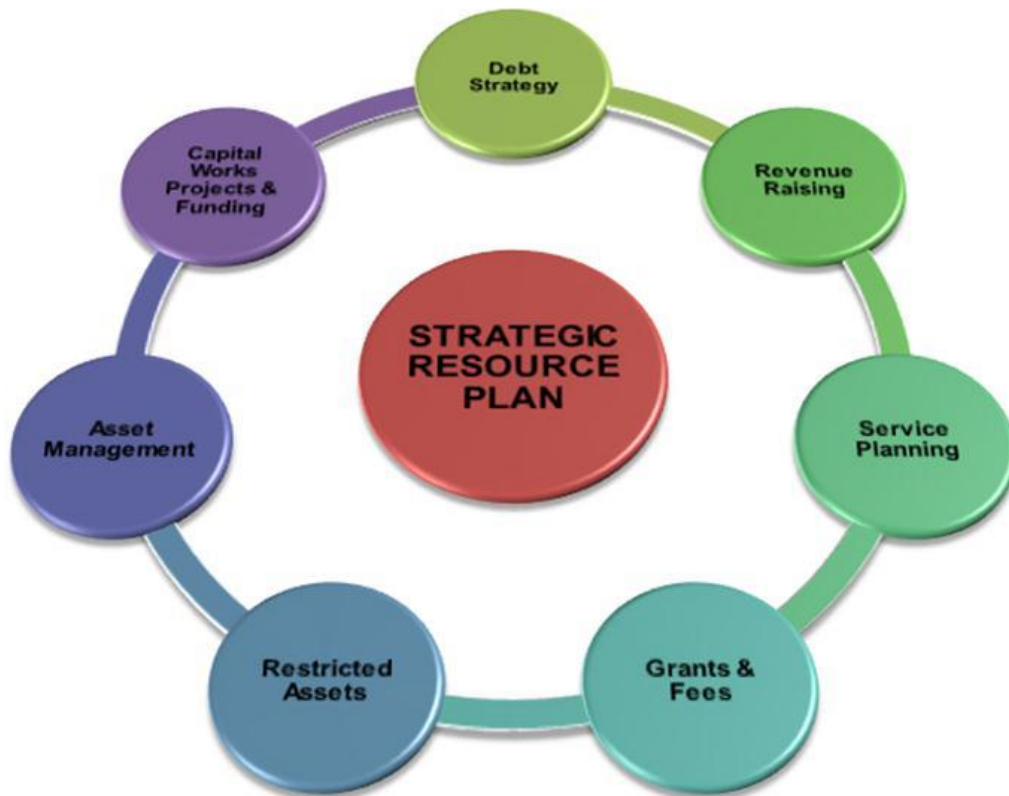 Debt
Strategy
Revenue
Raising
Service
Planning
Grants &
Fees
Restricted
Assets
Asset
Management
Capital
Works
Projects &
Funding
STRATEGIC
RESOURCE
PLAN